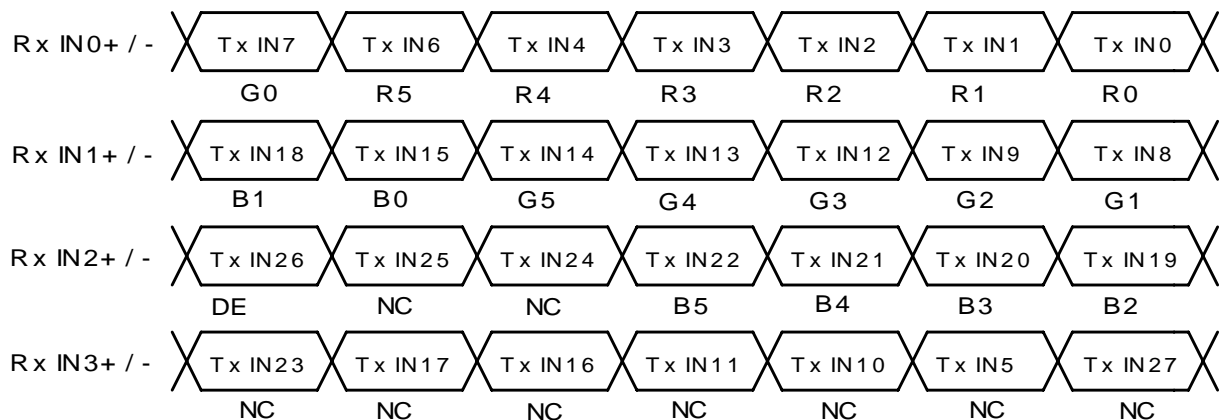 Rx IN0+ / - Tx IN7 Tx IN6 Tx IN4 Tx IN3 Tx IN2 Tx IN1 Tx IN0
G0 R5 R4 R3 R2 R1 R0
Rx IN1+ / - Tx IN18 Tx IN15 Tx IN14 Tx IN13 Tx IN12 Tx IN9 Tx IN8
B1 B0 G5 G4 G3 G2 G1
Rx IN2+ / - Tx IN26 Tx IN25 Tx IN24 Tx IN22 Tx IN21 Tx IN20 Tx IN19
DE NC NC B5 B4 B3 B2
Rx IN3+ / - Tx IN23 Tx IN17 Tx IN16 Tx IN11 Tx IN10 Tx IN5 Tx IN27
NC NC NC NC NC NC NC